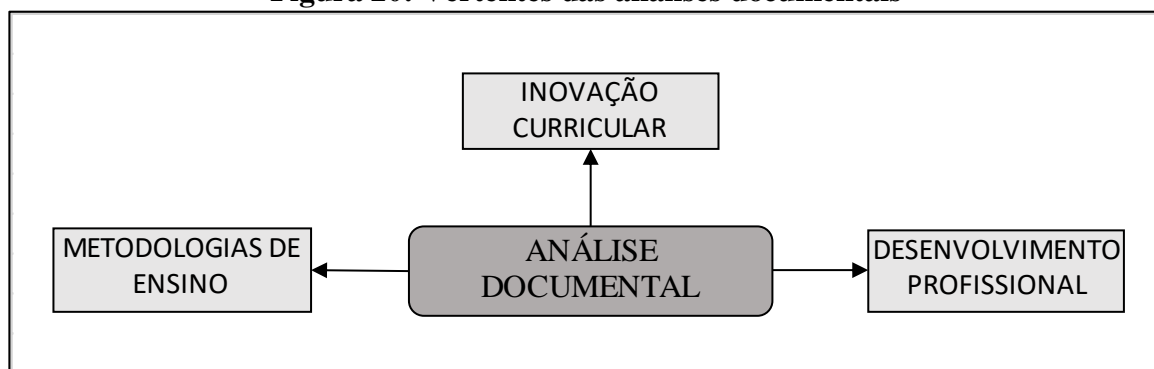 INOVAÇÃO
CURRICULAR
METODOLOGIAS DE
ENSINO
ANÁLISE
DOCUMENTAL
DESENVOLVIMENTO
PROFISSIONAL